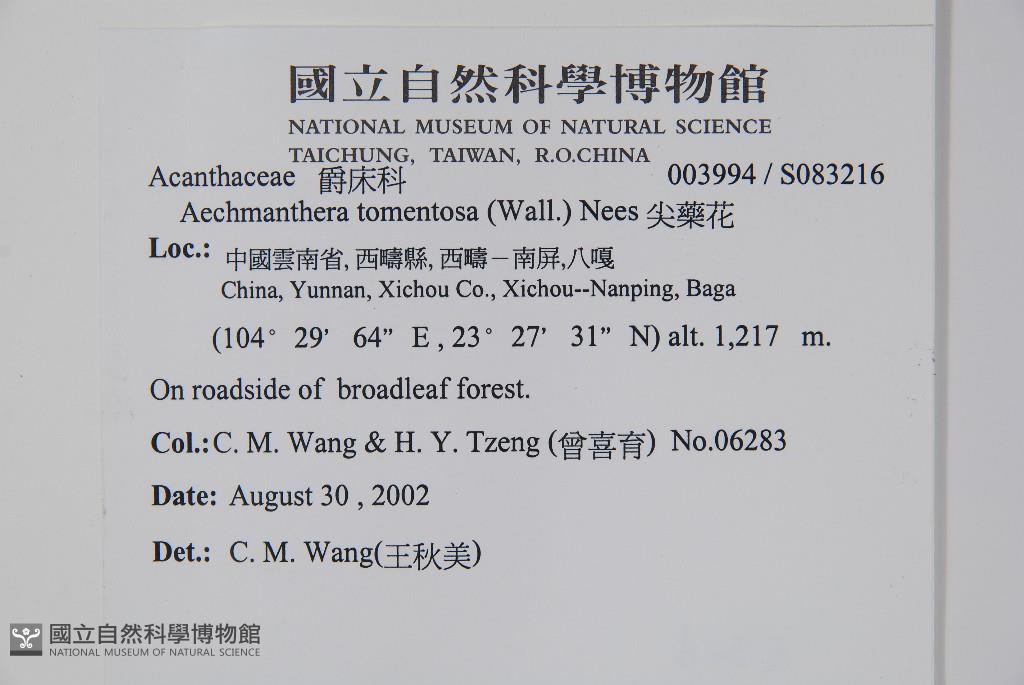 國立自然科學博物館
NATIONAL MUSEUM OF NATURAL SCIENCE
TAICHUNG, TAIWAN, R.O.CHINA
Acanthaceae 爵床科 003994 / S083216
Aechmanthera tomentosa (Wall.) Nees 尖藥花
Loc.: 中國雲南省, 西疇縣, 西疇－南屏,八嘎
China, Yunnan, Xichou Co., Xichou--Nanping, Baga
(104° 29’ 64” E , 23° 27’ 31” N) alt. 1,217 m.
On roadside of broadleaf forest.
Col.: C. M. Wang & H. Y. Tzeng (曾喜育) No.06283
Date: August 30 , 2002
Det.: C. M. Wang(王秋美)
國立自然科學博物館
NATIONAL MUSEUM OF NATURAL SCIENCE